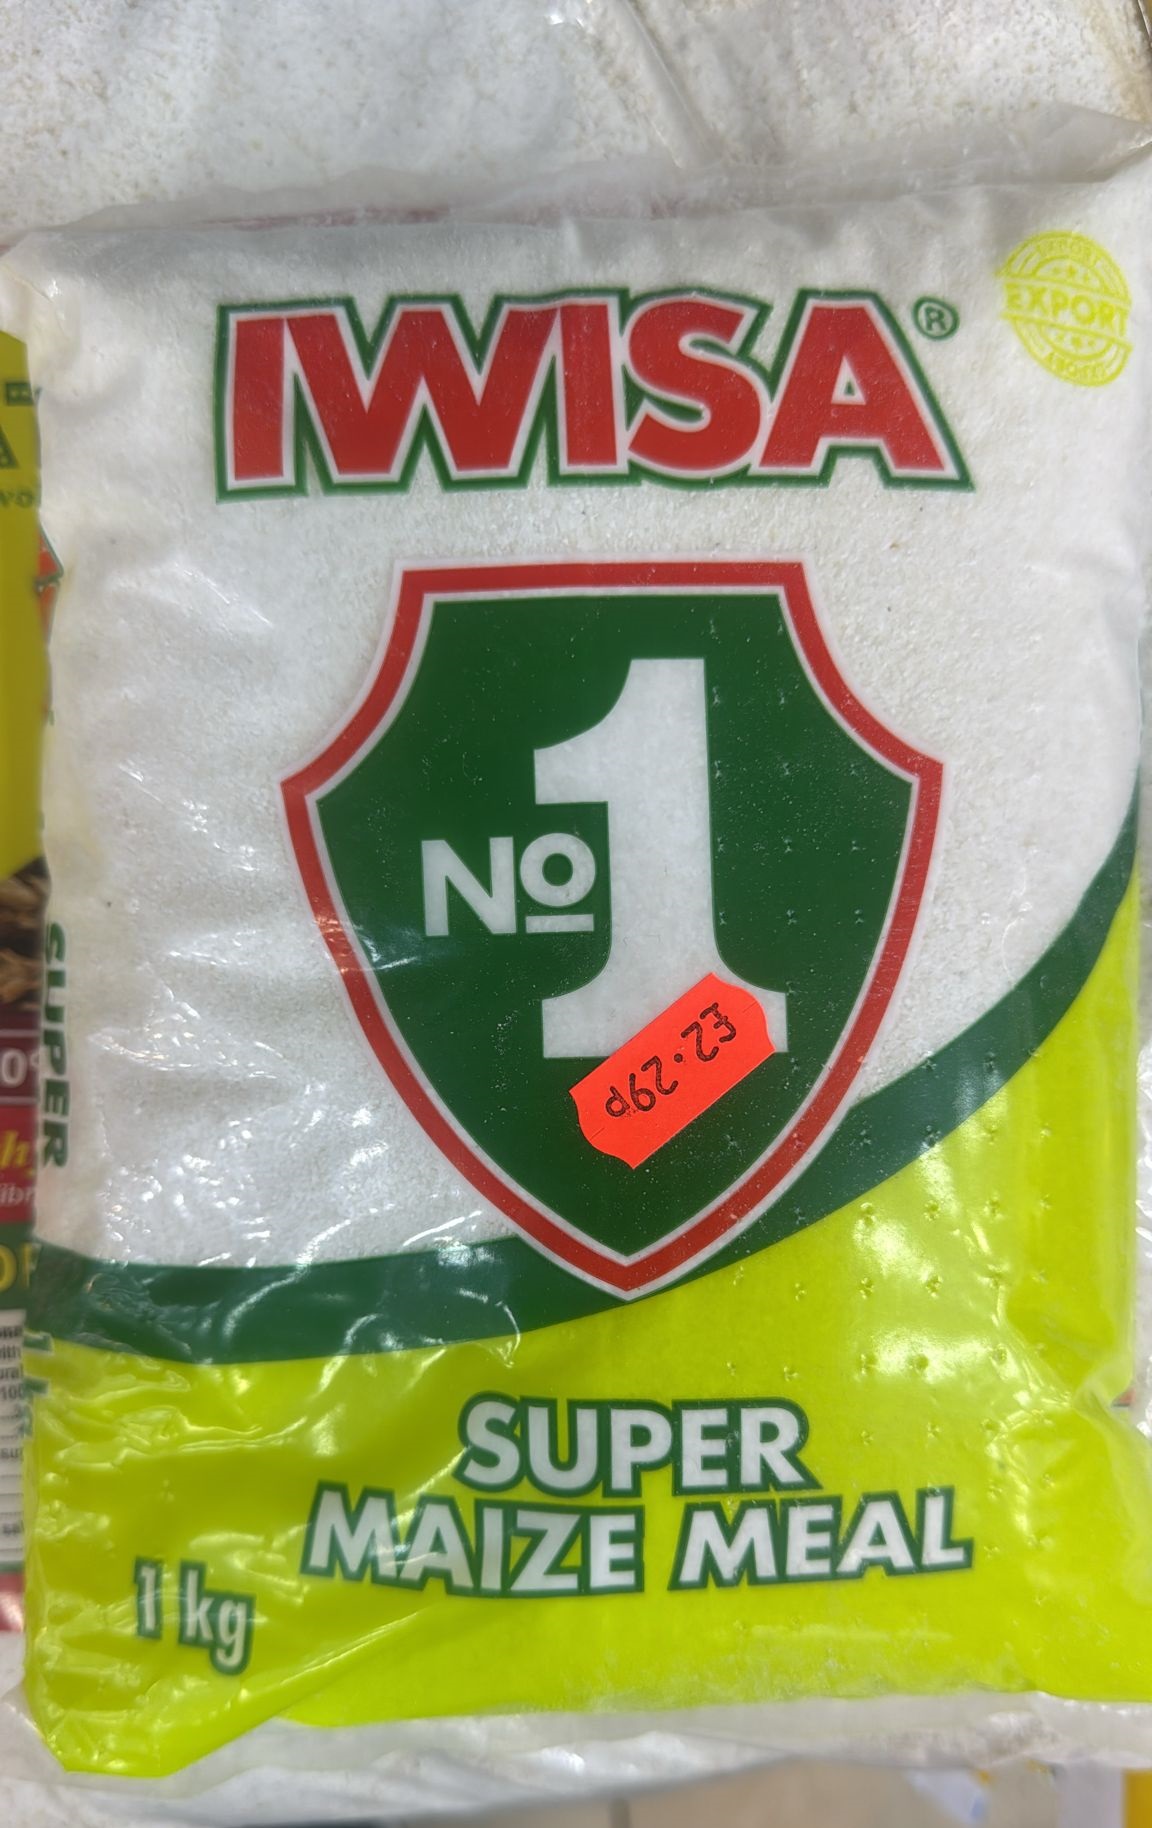 IWISA®
EXPORT
No 1
£2.29p
SUPER
SUPER
MAIZE MEAL
1 kg